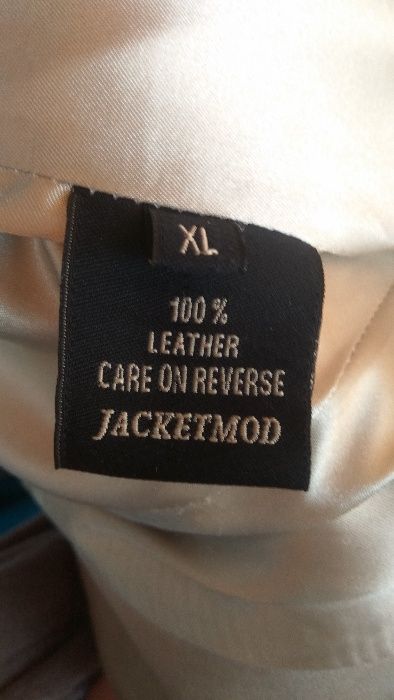 XL
100 %
LEATHER
CARE ON REVERSE
JACKETMOD